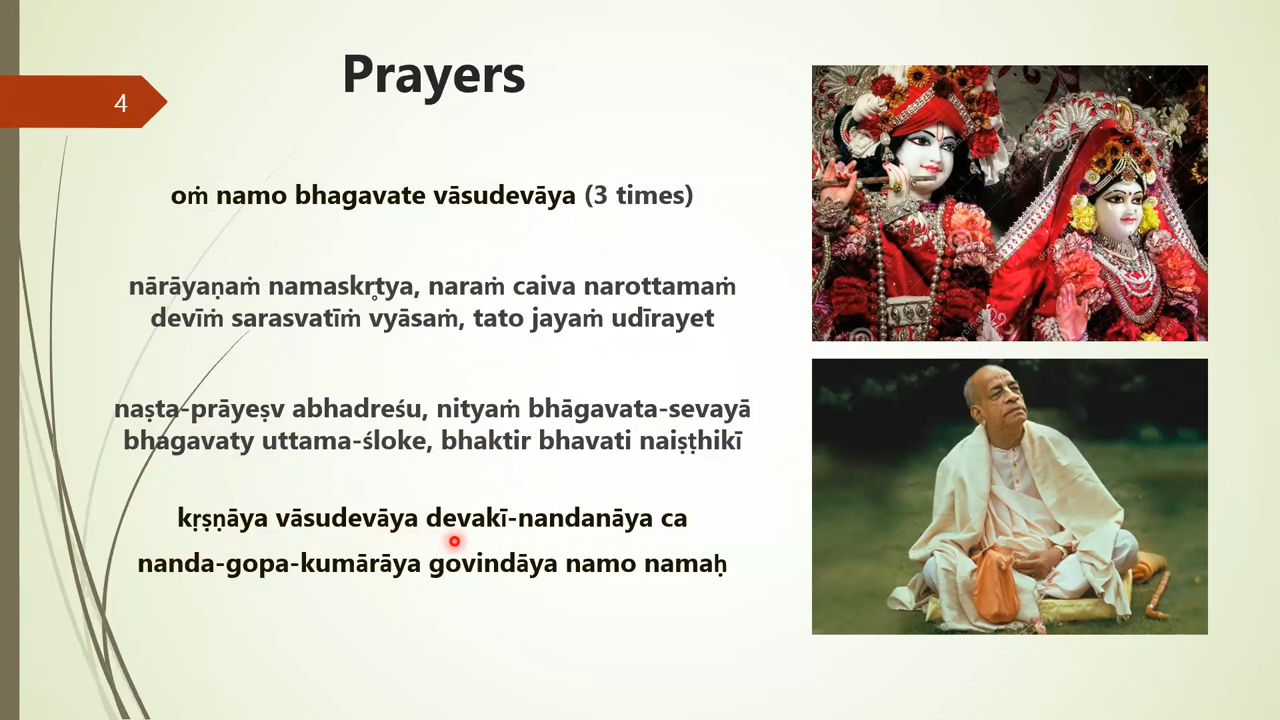 4
Prayers
oṁ namo bhagavate vāsudevāya (3 times)
nārāyaṇaṁ namaskṛtya, naraṁ caiva narottamaṁ
devīṁ sarasvatīṁ vyāsaṁ, tato jayaṁ udīrayet
naṣta-prāyeṣv abhadreśu, nityaṁ bhāgavata-sevayā
bhagavaty uttama-śloke, bhaktir bhavati naiṣṭhikī
kṛṣṇāya vāsudevāya devakī-nandanāya ca
nanda-gopa-kumārāya govindāya namo namaḥ